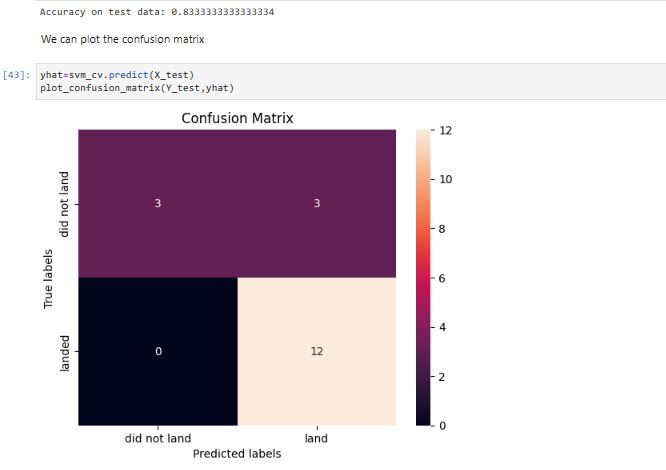 Accuracy on test data: 0.8333333333333334
We can plot the confusion matrix
[43]: yhat=svm_cv.predict(X_test)
plot_confusion_matrix(Y_test,yhat)
Confusion Matrix
12
10
8
6
4
2
0
True labels
did not land
3 3
landed
0 12
did not land land
Predicted labels